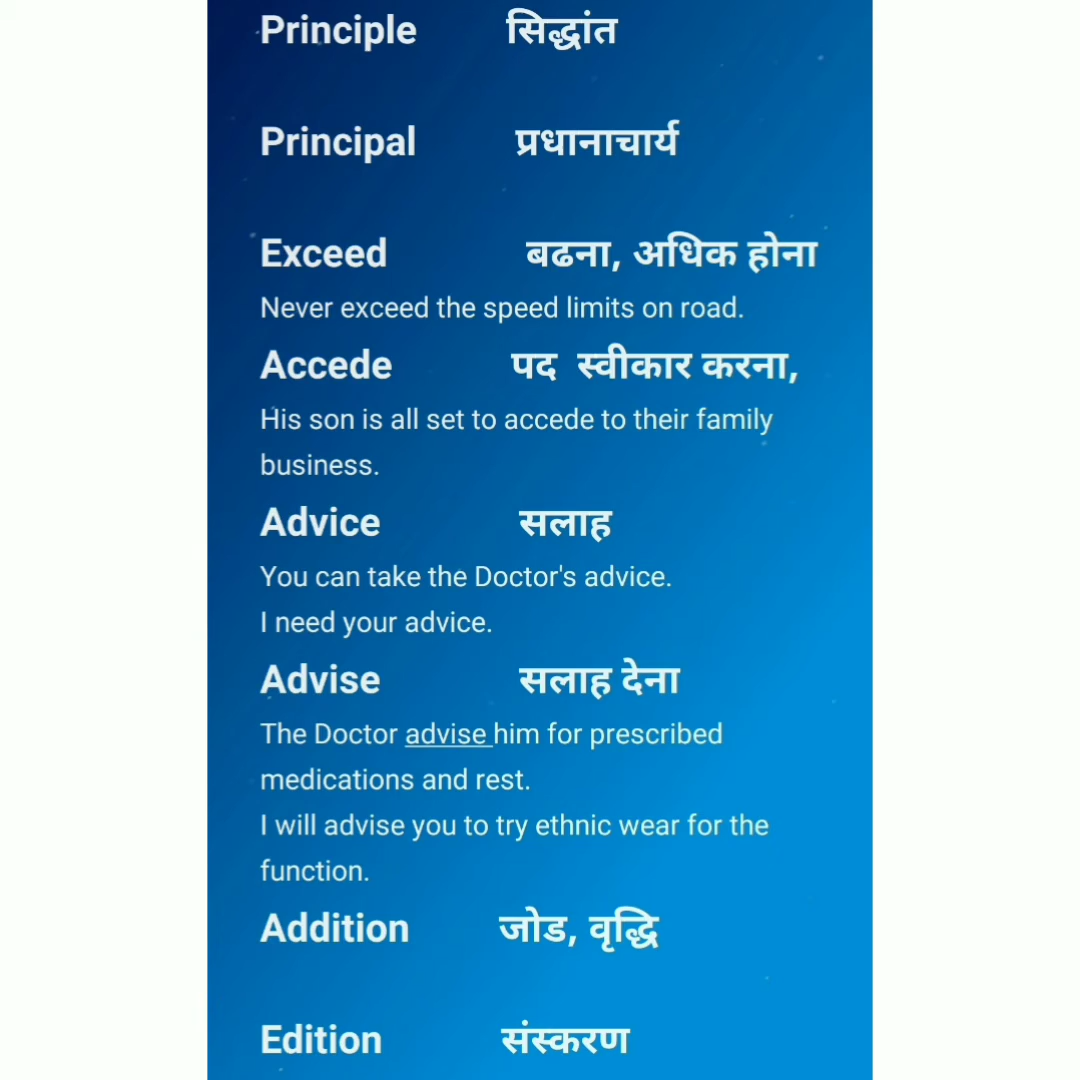 Principle सिद्धांत
Principal प्रधानाचार्य
Exceed बढना, अधिक होना
Never exceed the speed limits on road.
Accede पद स्वीकार करना,
His son is all set to accede to their family
business.
Advice सलाह
You can take the Doctor's advice.
I need your advice.
Advise सलाह देना
The Doctor advise him for prescribed
medications and rest.
I will advise you to try ethnic wear for the
function.
Addition जोड, वृद्धि
Edition संस्करण